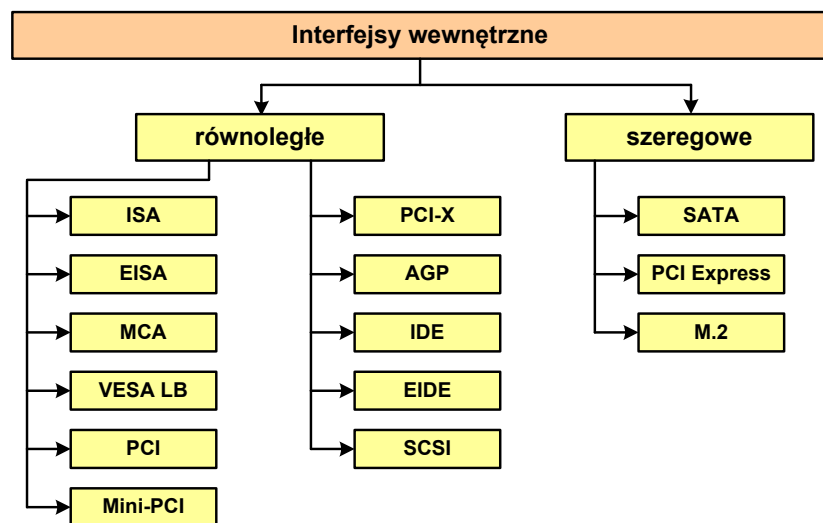 Interfejsy wewnętrzne
równoległe
ISA
EISA
MCA
VESA LB
PCI
Mini-PCI
PCI-X
AGP
IDE
EIDE
SCSI
szeregowe
SATA
PCI Express
M.2